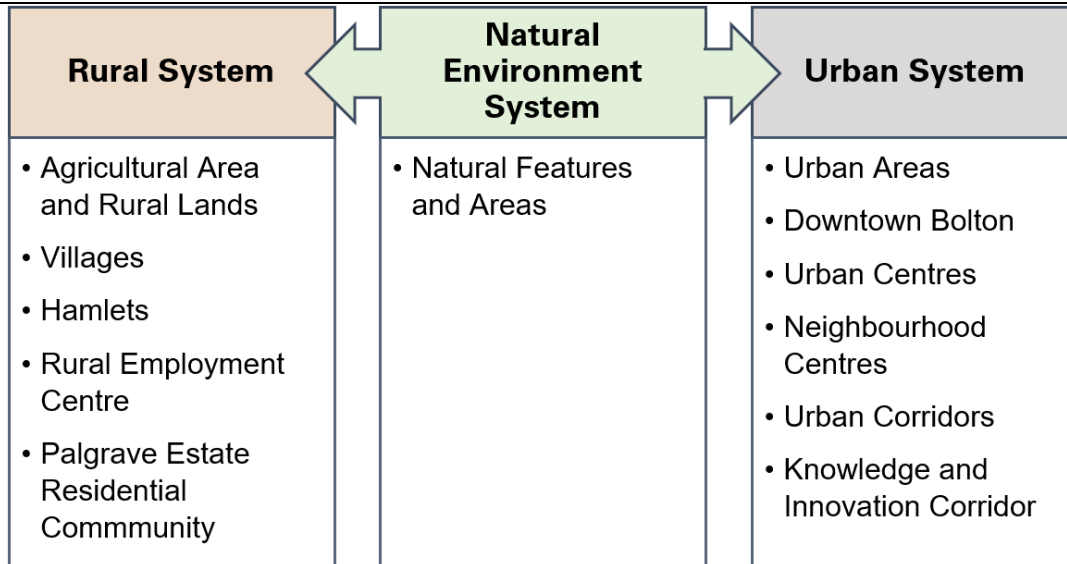 Rural System
• Agricultural Area
and Rural Lands
• Villages
• Hamlets
• Rural Employment
Centre
• Palgrave Estate
Residential
Commmunity
Natural
Environment
System
• Natural Features
and Areas
Urban System
• Urban Areas
• Downtown Bolton
• Urban Centres
• Neighbourhood
Centres
• Urban Corridors
• Knowledge and
Innovation Corridor